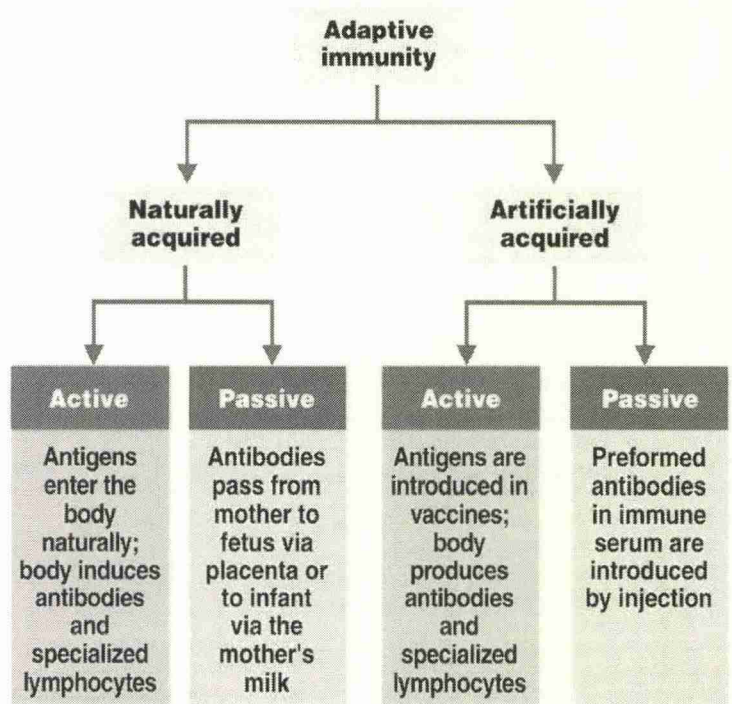 Adaptive
immunity
Naturally
acquired
Artificially
acquired
Active
Antigens
enter the
body
naturally;
body induces
antibodies
and
specialized
lymphocytes
Passive
Antibodies
pass from
mother to
fetus via
placenta or
to infant
via the
mother's
milk
Active
Antigens are
introduced in
vaccines;
body
produces
antibodies
and
specialized
lymphocytes
Passive
Preformed
antibodies
in immune
serum are
introduced
by injection